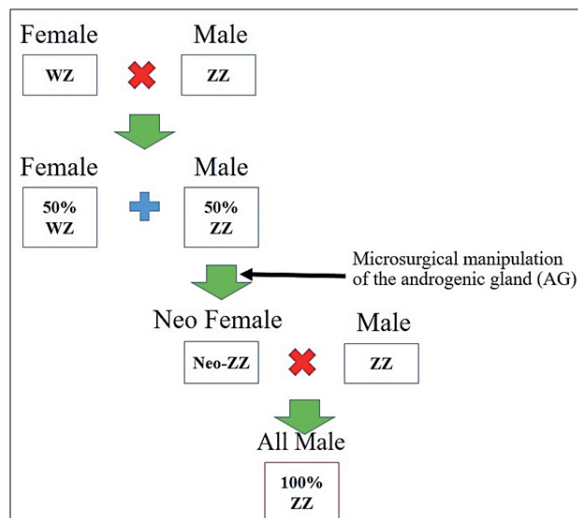 Female Male
WZ ZZ
Female Male
50%
WZ
50%
ZZ
Microsurgical manipulation
of the androgenic gland (AG)
Neo Female Male
Neo-ZZ ZZ
All Male
100%
ZZ